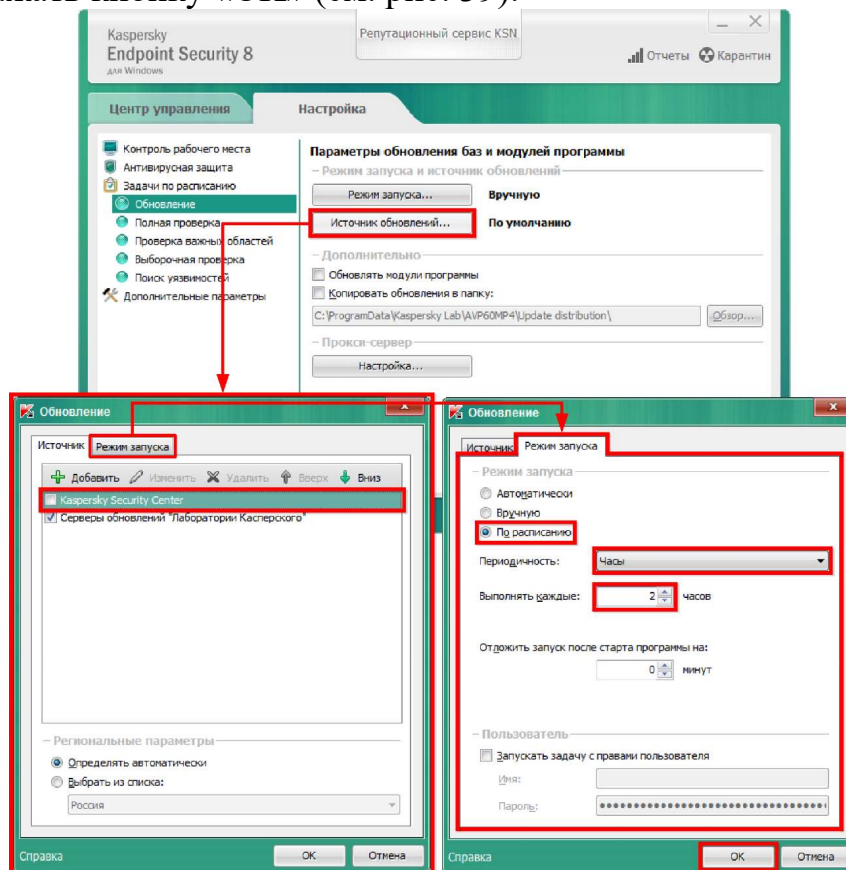 Kaspersky
Endpoint Security 8
для Windows
Репутационный сервис KSN
Отчеты Карантин
Центр управления Настройка
Контроль рабочего места
Антивирусная защита
Задачи по расписанию
Обновление
Полная проверка
Проверка важных областей
Выборочная проверка
Поиск уязвимостей
Дополнительные параметры
Параметры обновления баз и модулей программы
Режим запуска и источник обновлений
Режим запуска... Вручную
Источник обновлений... По умолчанию
Дополнительно
Обновлять модули программы
Копировать обновления в папку:
C:\ProgramData\Kaspersky Lab\AVP60MP4\Update distribution\ Обзор...
Прокси-сервер
Настройка...
Обновление
Источник Режим запуска
Добавить Изменить Удалить Вверх Вниз
Kaspersky Security Center
Серверы обновлений "Лаборатории Касперского"
Региональные параметры
Определять автоматически
Выбрать из списка:
Россия
Справка OK Отмена
Обновление
Источник Режим запуска
Режим запуска
Автоматически
Вручную
По расписанию
Периодичность: Часы
Выполнять каждые: 2 часов
Отложить запуск после старта программы на:
0 минут
Пользователь
Запускать задачу с правами пользователя
Имя:
Пароль:
Справка OK Отмена